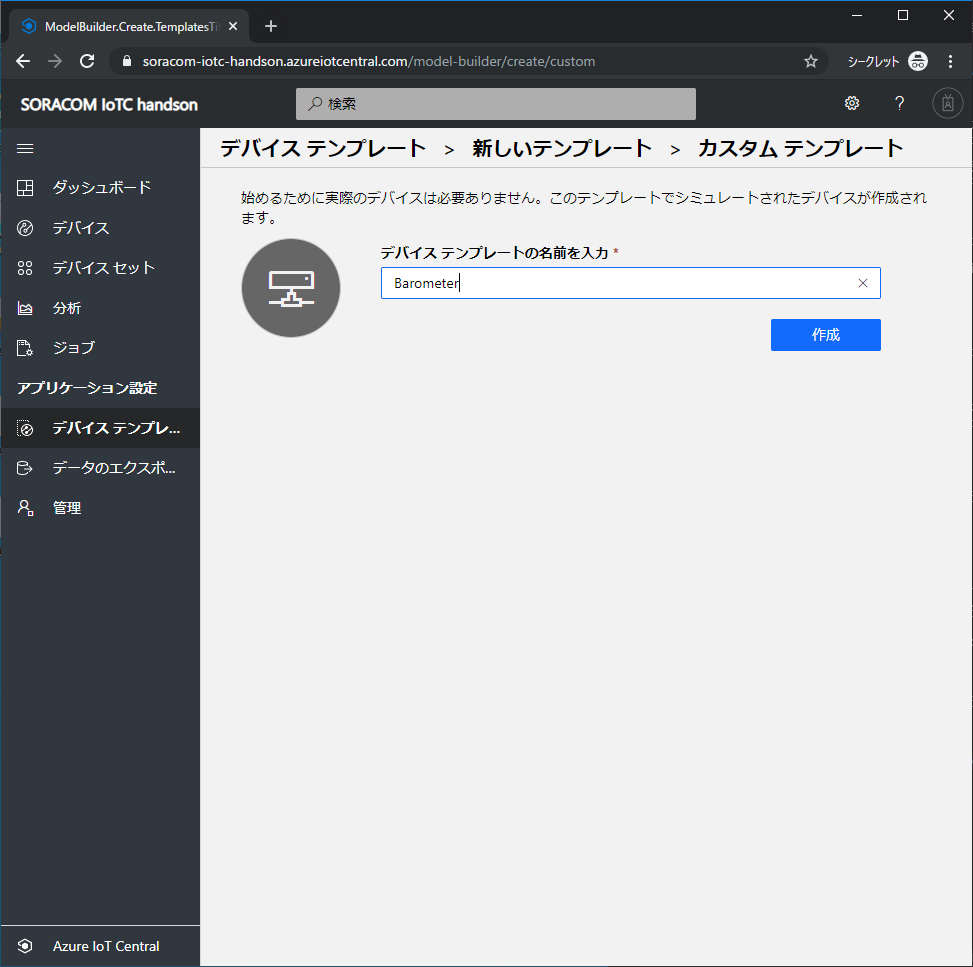 ModelBuilder.Create.TemplatesTi
soracom-iotc-handson.azureiotcentral.com/model-builder/create/custom
シークレット
SORACOM IoTC handson
検索
?
デバイス テンプレート > 新しいテンプレート > カスタム テンプレート
ダッシュボード
デバイス
デバイス セット
分析
ジョブ
アプリケーション設定
デバイス テンプレ...
データのエクスポ...
管理
始めるために実際のデバイスは必要ありません。このテンプレートでシミュレートされたデバイスが作成され
ます。
デバイス テンプレートの名前を入力 *
Barometer
作成
Azure IoT Central